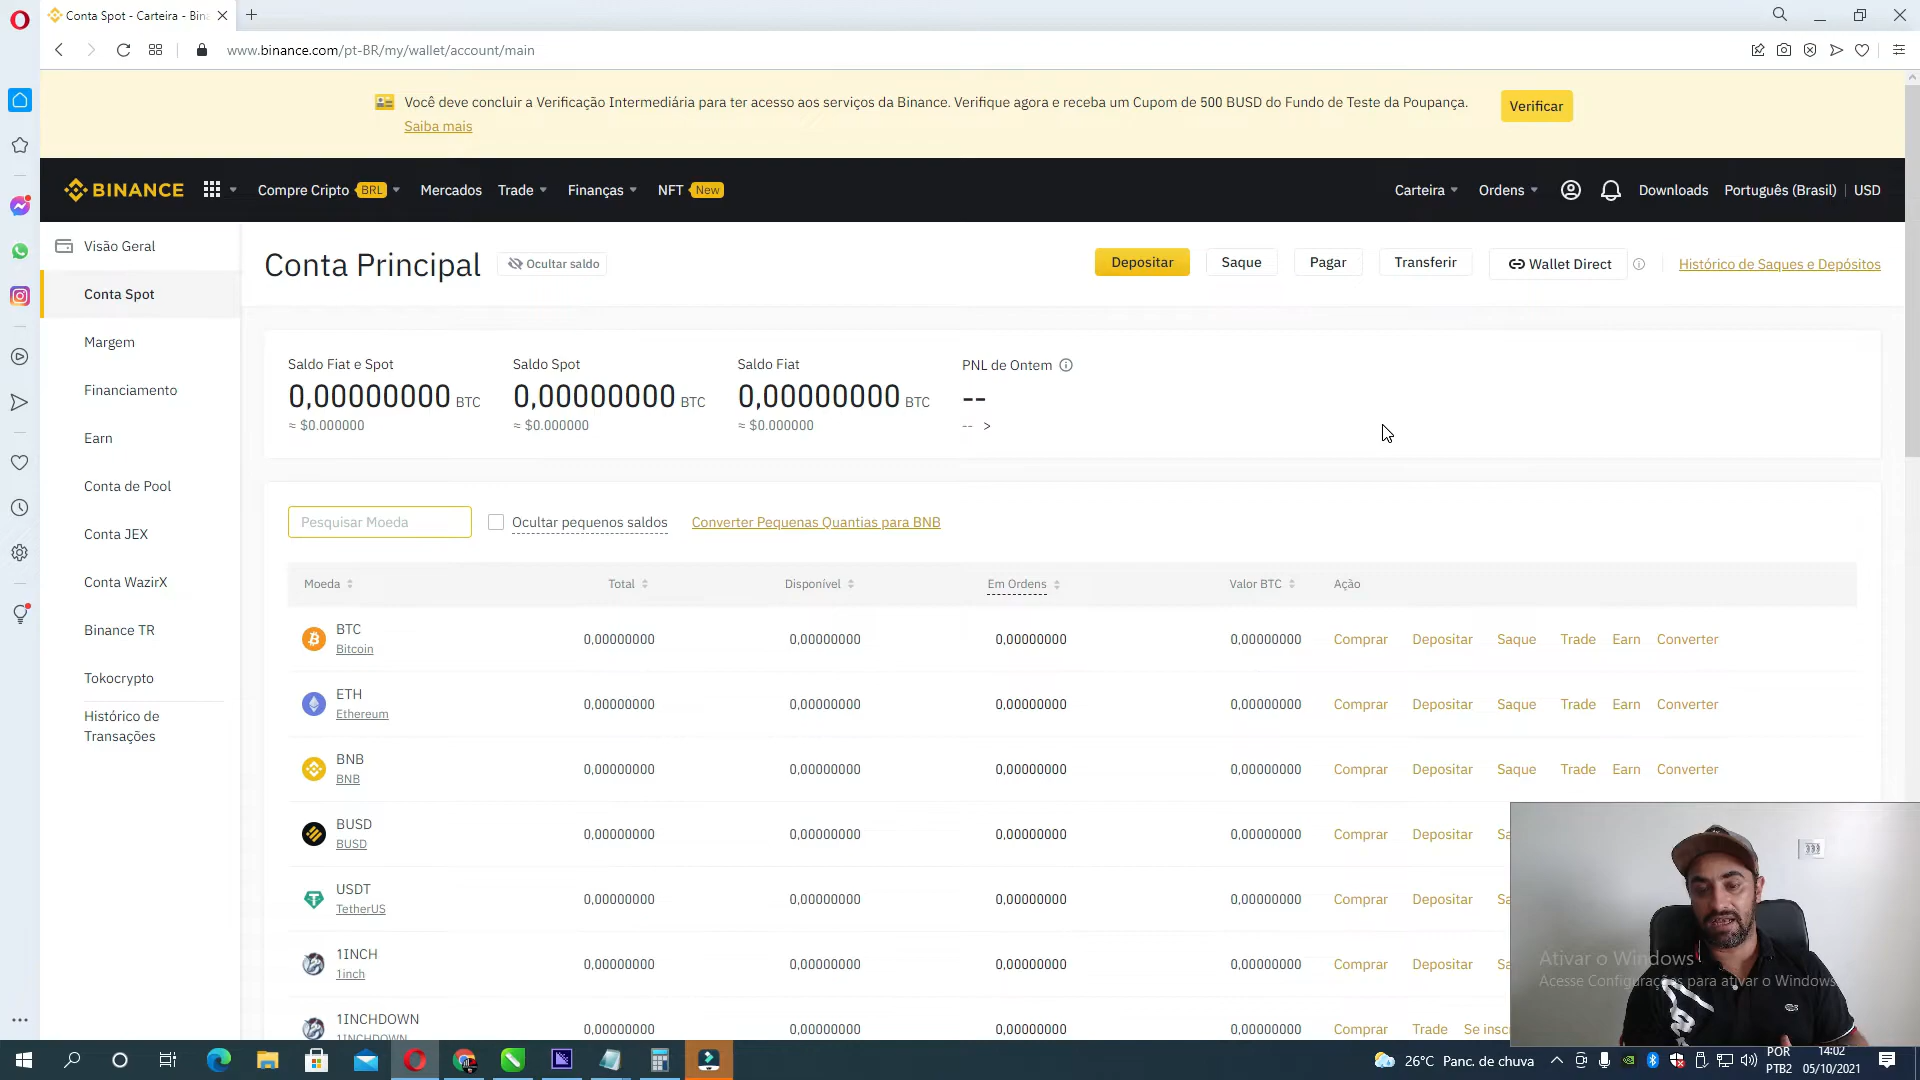 Conta Spot - Carteira - Bin
www.binance.com/pt-BR/my/wallet/account/main
Você deve concluir a Verificação Intermediária para ter acesso aos serviços da Binance. Verifique agora e receba um Cupom de 500 BUSD do Fundo de Teste da Poupança.
Saiba mais
Verificar
BINANCE
Compre Cripto BRL
Mercados
Trade
Finanças
NFT New
Carteira
Ordens
Downloads
Português (Brasil)
USD
Visão Geral
Conta Spot
Margem
Financiamento
Earn
Conta de Pool
Conta JEX
Conta WazirX
Binance TR
Tokocrypto
Histórico de
Transações
Conta Principal
Ocultar saldo
Depositar
Saque
Pagar
Transferir
Wallet Direct
Histórico de Saques e Depósitos
Saldo Fiat e Spot
0,00000000 BTC
≈ $0.000000
Saldo Spot
0,00000000 BTC
≈ $0.000000
Saldo Fiat
0,00000000 BTC
≈ $0.000000
PNL de Ontem
--
-- >
Pesquisar Moeda
Ocultar pequenos saldos
Converter Pequenas Quantias para BNB
Moeda Total Disponível Em Ordens Valor BTC Ação
BTC
Bitcoin
0,00000000 0,00000000 0,00000000 0,00000000 Comprar Depositar Saque Trade Earn Converter
ETH
Ethereum
0,00000000 0,00000000 0,00000000 0,00000000 Comprar Depositar Saque Trade Earn Converter
BNB
BNB
0,00000000 0,00000000 0,00000000 0,00000000 Comprar Depositar Saque Trade Earn Converter
BUSD
BUSD
0,00000000 0,00000000 0,00000000 0,00000000 Comprar Depositar Sa
USDT
TetherUS
0,00000000 0,00000000 0,00000000 0,00000000 Comprar Depositar Sa
1INCH
1inch
0,00000000 0,00000000 0,00000000 0,00000000 Comprar Depositar Sa
1INCHDOWN
1INCHDOWN
0,00000000 0,00000000 0,00000000 0,00000000 Comprar Trade Se inscr
Ativar o Windows
Acesse Configurações para ativar o Windows.
26°C Panc. de chuva
POR
PTB2
14:02
05/10/2021